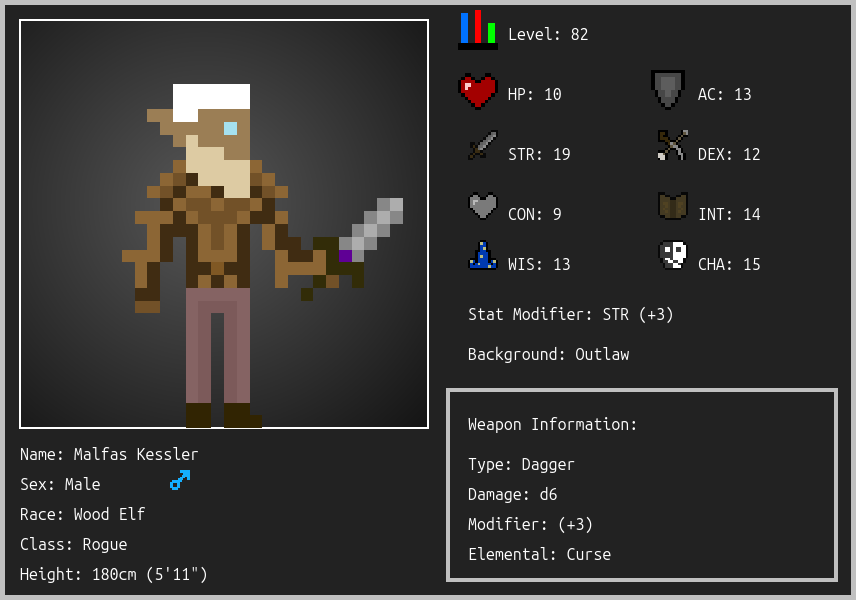 Level: 82
HP: 10
AC: 13
STR: 19
DEX: 12
CON: 9
INT: 14
WIS: 13
CHA: 15
Stat Modifier: STR (+3)
Background: Outlaw
Name: Malfas Kessler
Sex: Male
Race: Wood Elf
Class: Rogue
Height: 180cm (5'11")
Weapon Information:
Type: Dagger
Damage: d6
Modifier: (+3)
Elemental: Curse